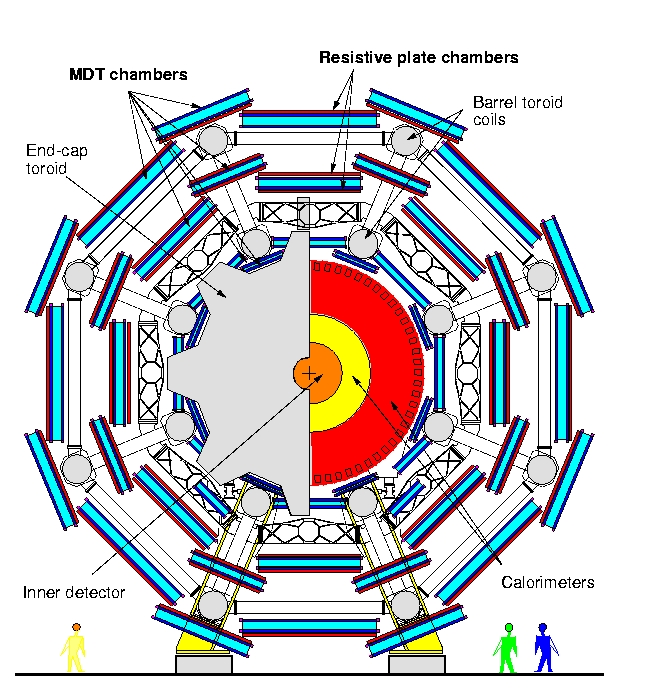 Resistive plate chambers
MDT chambers
Barrel toroid
coils
End-cap
toroid
Calorimeters
Inner detector